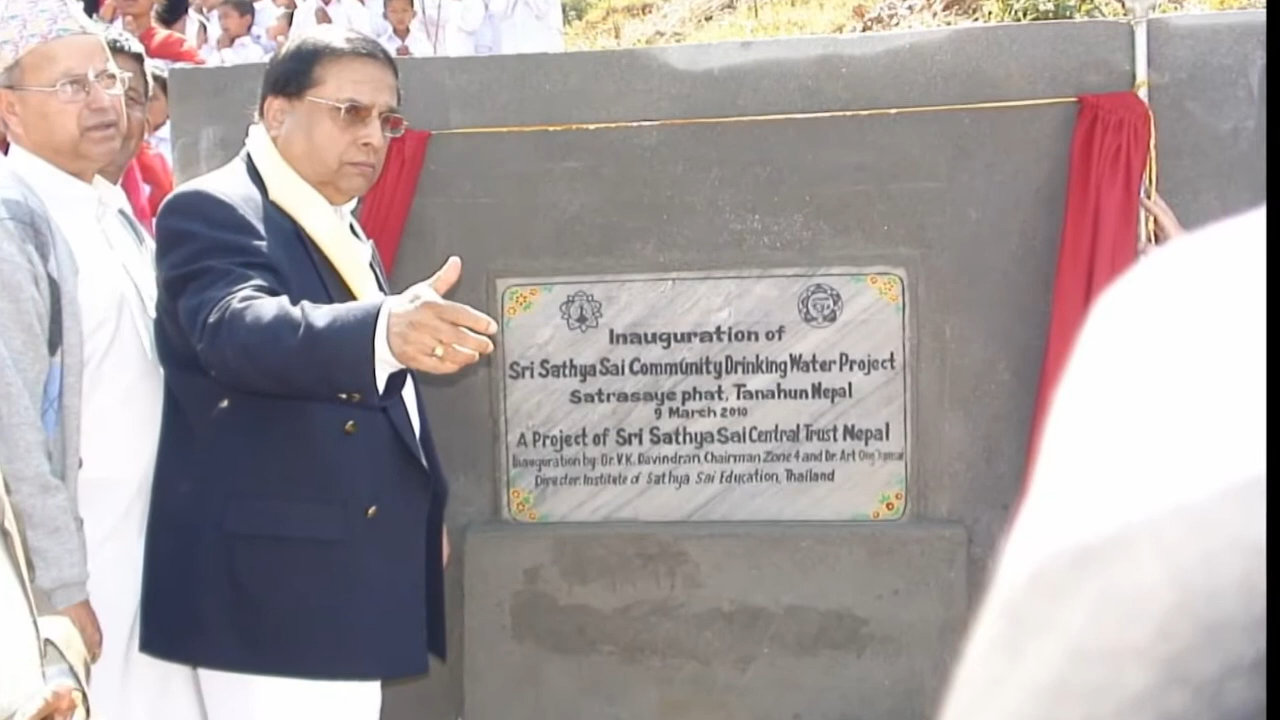 Inauguration of
Sri Sathya Sai Community Drinking Water Project
Satrasaye phat, Tanahun Nepal
9 March 2010
A Project of Sri Sathya Sai Central Trust Nepal
Inauguration by: Dr. V.K. Ravindran, Chairman Zone 4 and Dr. Art Ong
Director: Institute of Sathya Sai Education, Thailand